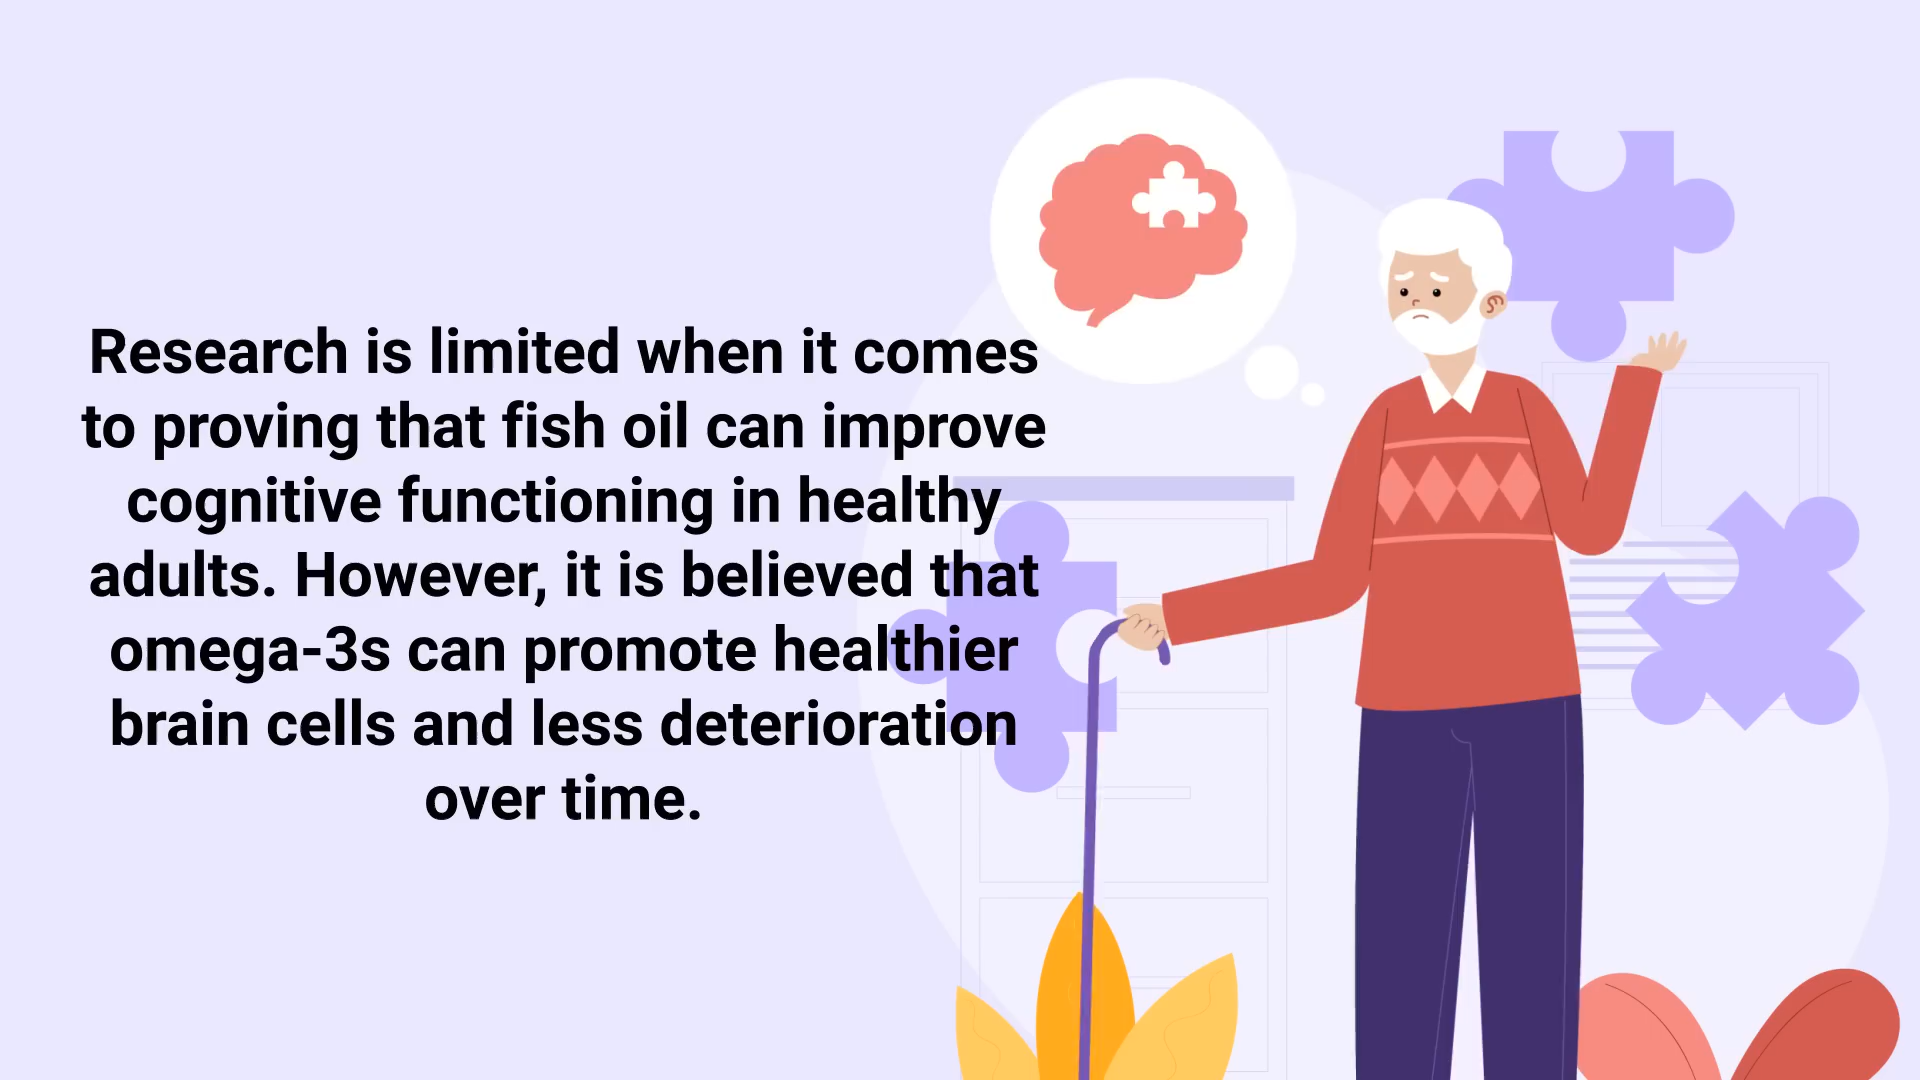 Research is limited when it comes
to proving that fish oil can improve
cognitive functioning in healthy
adults. However, it is believed that
omega-3s can promote healthier
brain cells and less deterioration
over time.